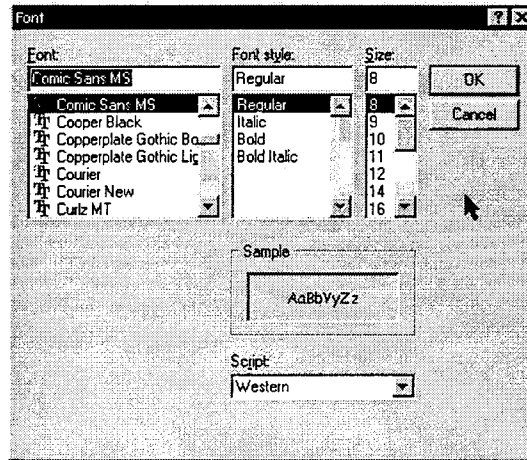 Font
Font:
Comic Sans MS
Comic Sans MS
Cooper Black
Copperplate Gothic Bo
Copperplate Gothic Lig
Courier
Courier New
Curlz MT
Font style:
Regular
Regular
Italic
Bold
Bold Italic
Size:
8
8
9
10
11
12
14
16
OK
Cancel
Sample
AaBbYyZz
Script:
Western